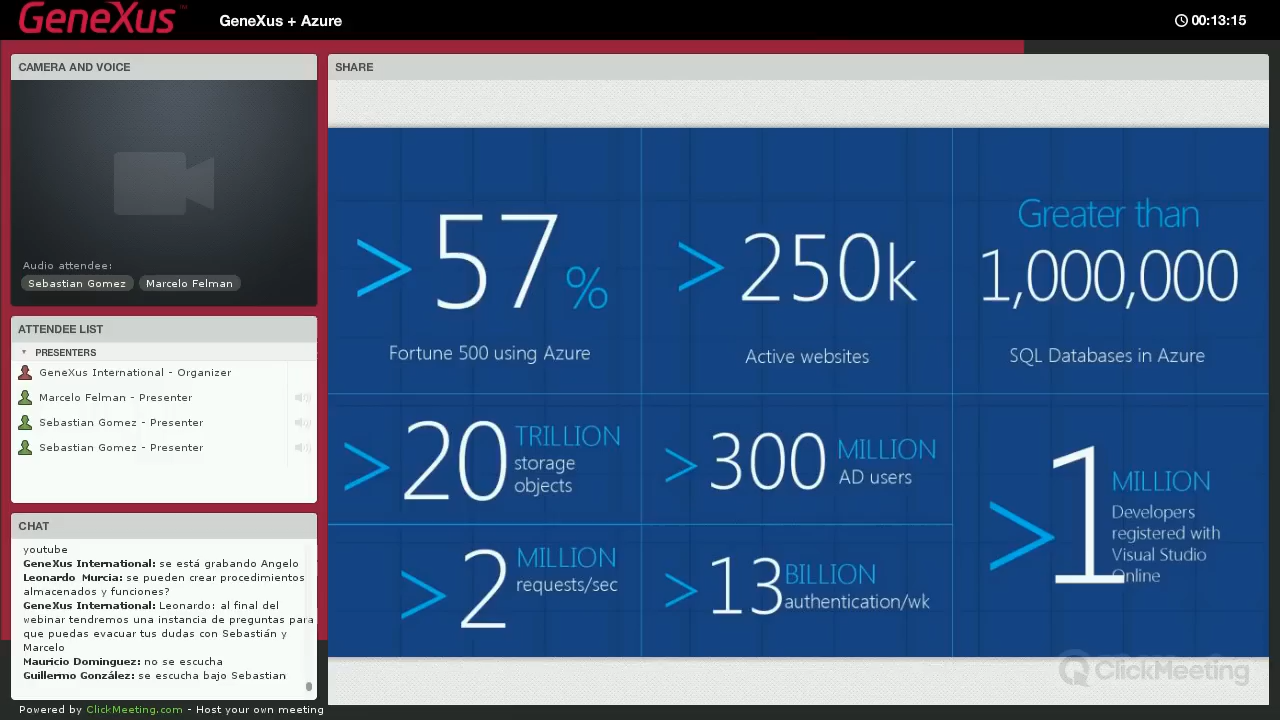 GeneXus™
GeneXus + Azure
00:13:15
CAMERA AND VOICE
Audio attendee:
Sebastian Gomez
Marcelo Felman
ATTENDEE LIST
PRESENTERS
GeneXus International - Organizer
Marcelo Felman - Presenter
Sebastian Gomez - Presenter
Sebastian Gomez - Presenter
CHAT
youtube
GeneXus International: se está grabando Angelo
Leonardo Murcia: se pueden crear procedimientos
almacenados y funciones?
GeneXus International: Leonardo: al final del
webinar tendremos una instancia de preguntas para
que puedas evacuar tus dudas con Sebastián y
Marcelo
Mauricio Dominguez: no se escucha
Guillermo González: se escucha bajo Sebastian
Powered by ClickMeeting.com - Host your own meeting
SHARE
> 57 %
Fortune 500 using Azure
> 250k
Active websites
Greater than
1,000,000
SQL Databases in Azure
> 20 TRILLION
storage
objects
> 300 MILLION
AD users
> 1 MILLION
Developers
registered with
Visual Studio
Online
> 2 MILLION
requests/sec
> 13 BILLION
authentication/wk
ClickMeeting